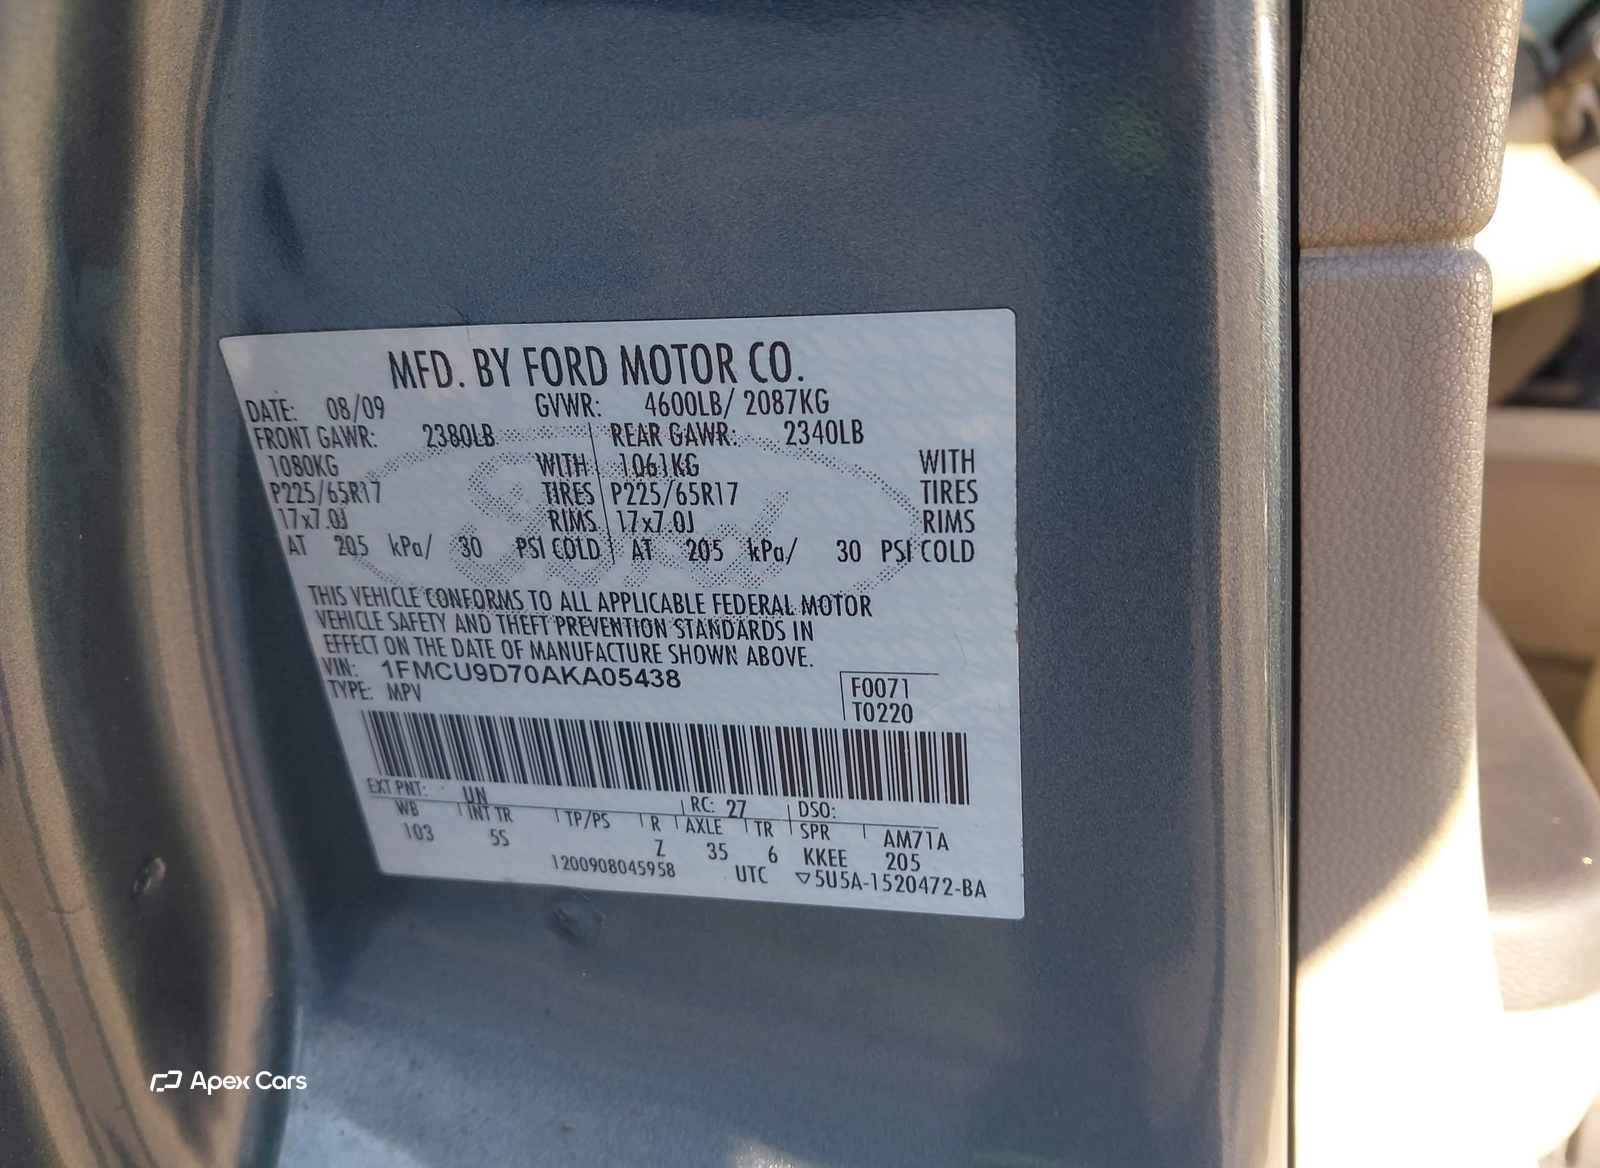 MFD. BY FORD MOTOR CO.
DATE: 08/09 GVWR: 4600LB/ 2087KG
FRONT GAWR: 2380LB REAR GAWR: 2340LB
1080KG WITH 1061KG WITH
P225/65R17 TIRES P225/65R17 TIRES
17x7.0J RIMS 17x7.0J RIMS
AT 205 kPa/ 30 PSI COLD AT 205 kPa/ 30 PSI COLD
THIS VEHICLE CONFORMS TO ALL APPLICABLE FEDERAL MOTOR
VEHICLE SAFETY AND THEFT PREVENTION STANDARDS IN
EFFECT ON THE DATE OF MANUFACTURE SHOWN ABOVE.
VIN: 1FMCU9D70AKA05438
TYPE: MPV
F0071
T0220
EXT PNT: UN RC: 27 DSO:
WB INT TR TP/PS R AXLE TR SPR AM71A
103 5S Z 35 6 KKEE 205
1200908045958 UTC ▽5U5A-1520472-BA
Ford
Apex Cars